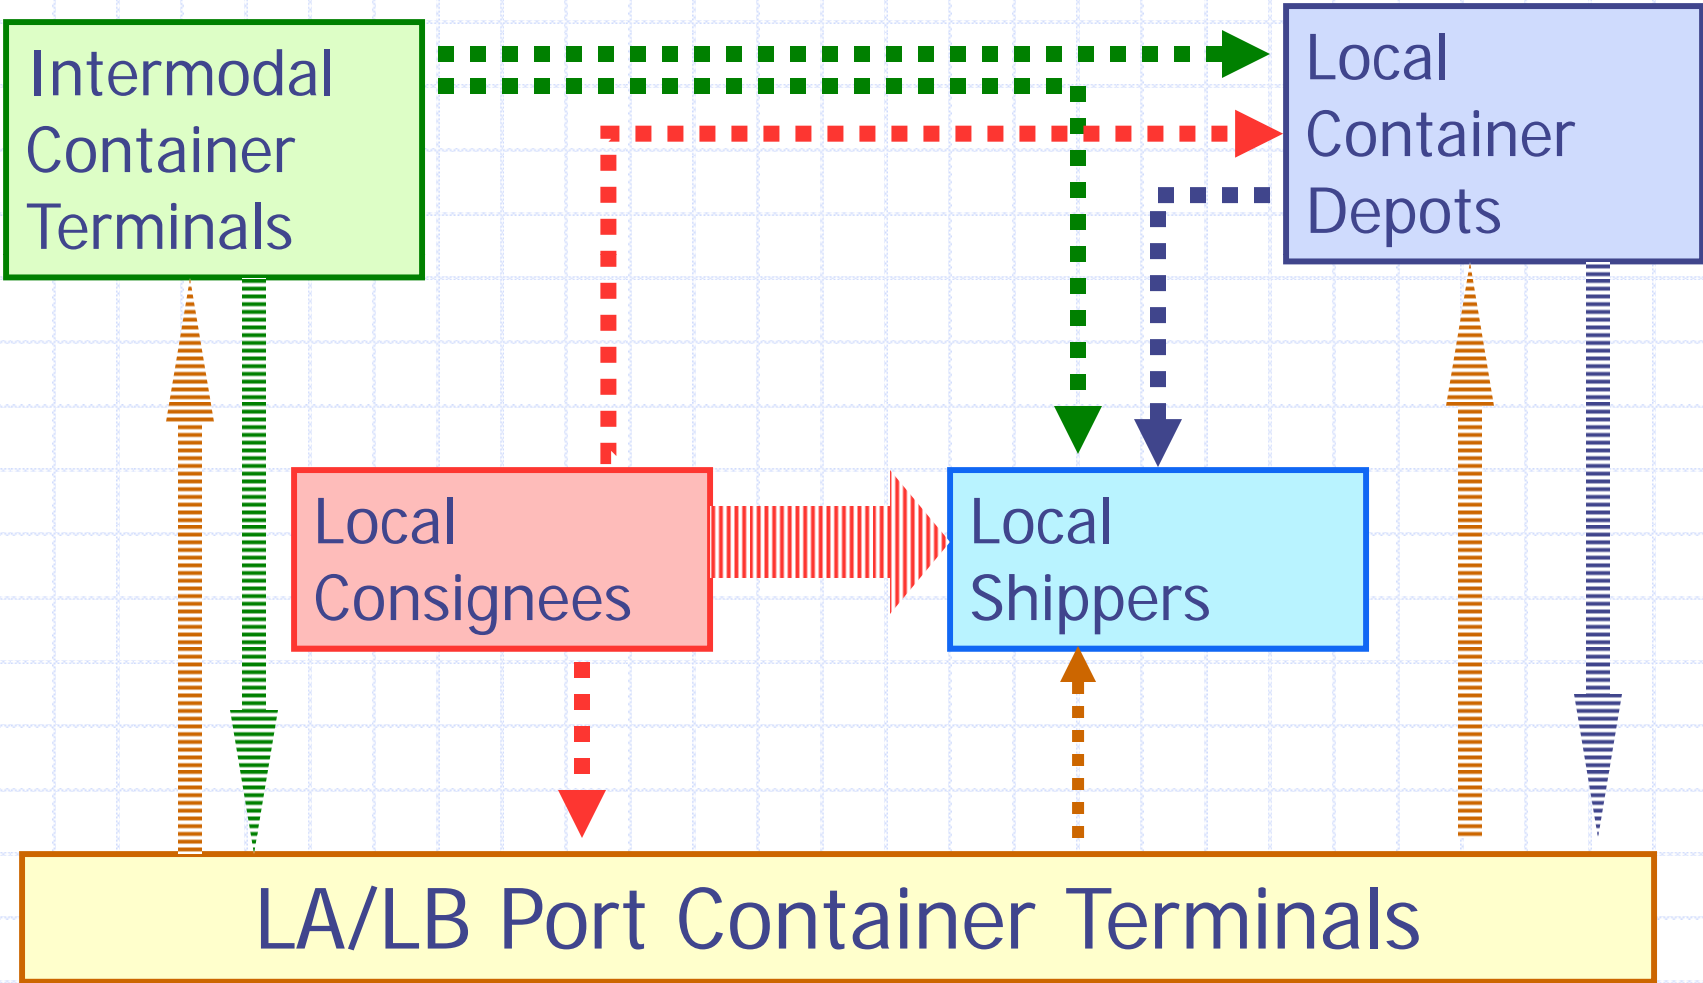 Intermodal
Container
Terminals
Local
Container
Depots
Local
Consignees
Local
Shippers
LA/LB Port Container Terminals